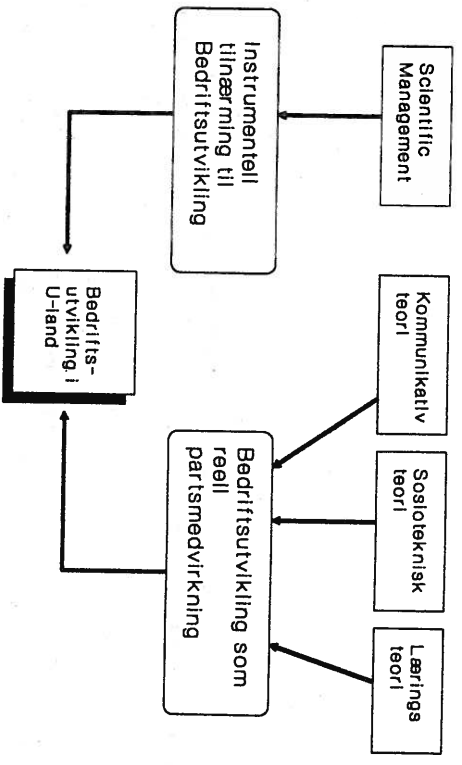 Scientific
Management
Kommunikativ
teori
Sosioteknisk
teori
Lærings
teori
Instrumentell
tilnærming til
Bedriftsutvikling
Bedriftsutvikling som
reell
partsmedvirkning
Bedrifts-
utvikling i
U-land